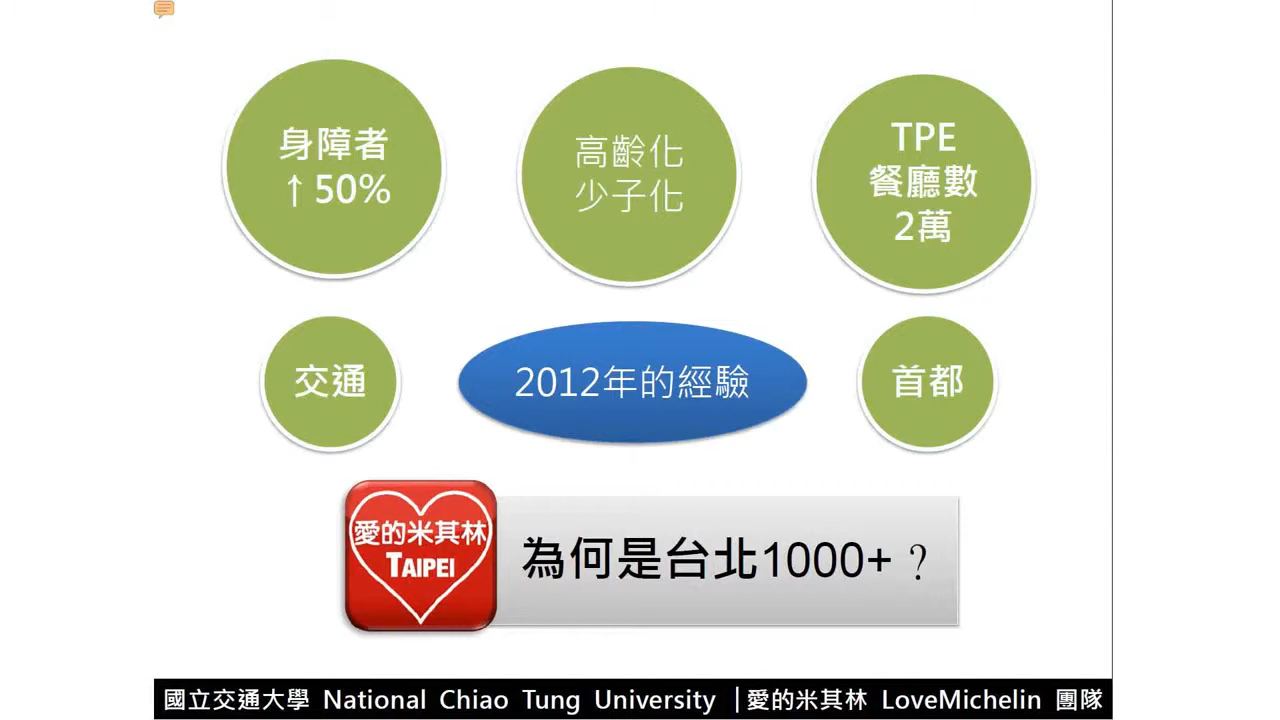 身障者
↑50%
高齡化
少子化
TPE
餐廳數
2萬
交通
2012年的經驗
首都
愛的米其林
TAIPEI
為何是台北1000+？
國立交通大學 National Chiao Tung University |愛的米其林 LoveMichelin 團隊